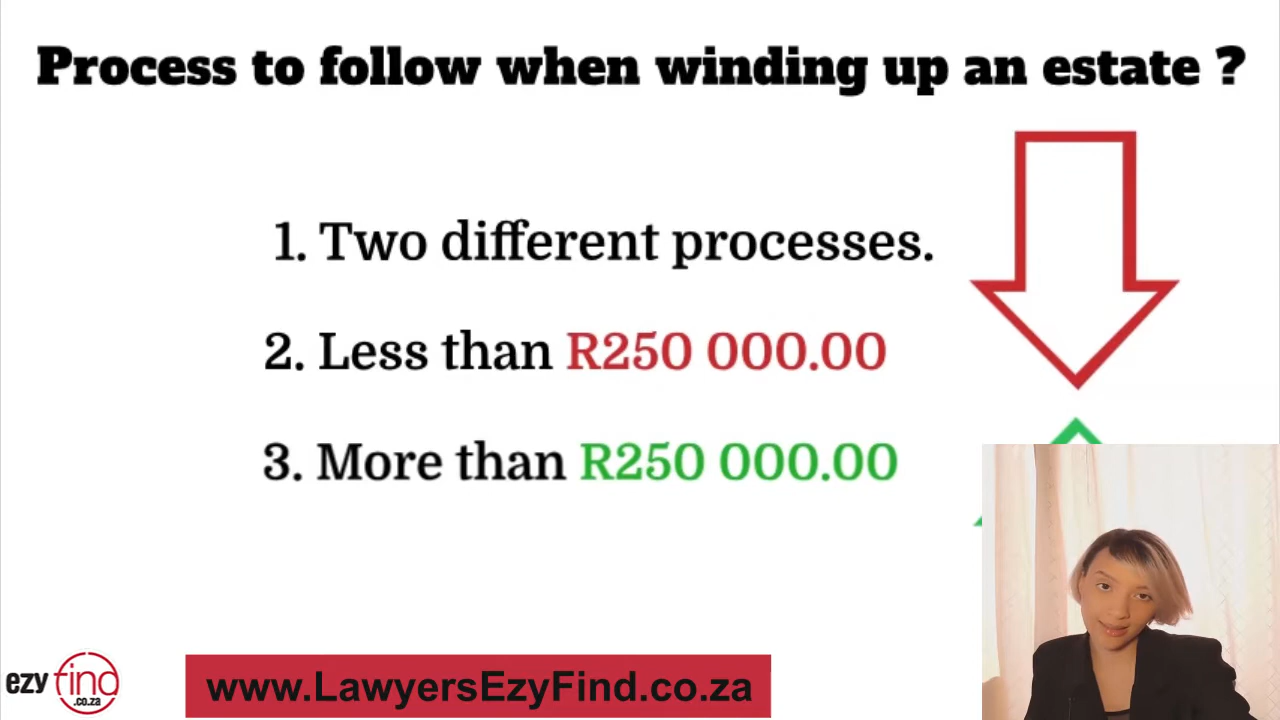 Process to follow when winding up an estate ?
1. Two different processes.
2. Less than R250 000.00
3. More than R250 000.00
ezy find
.co.za
www.LawyersEzyFind.co.za